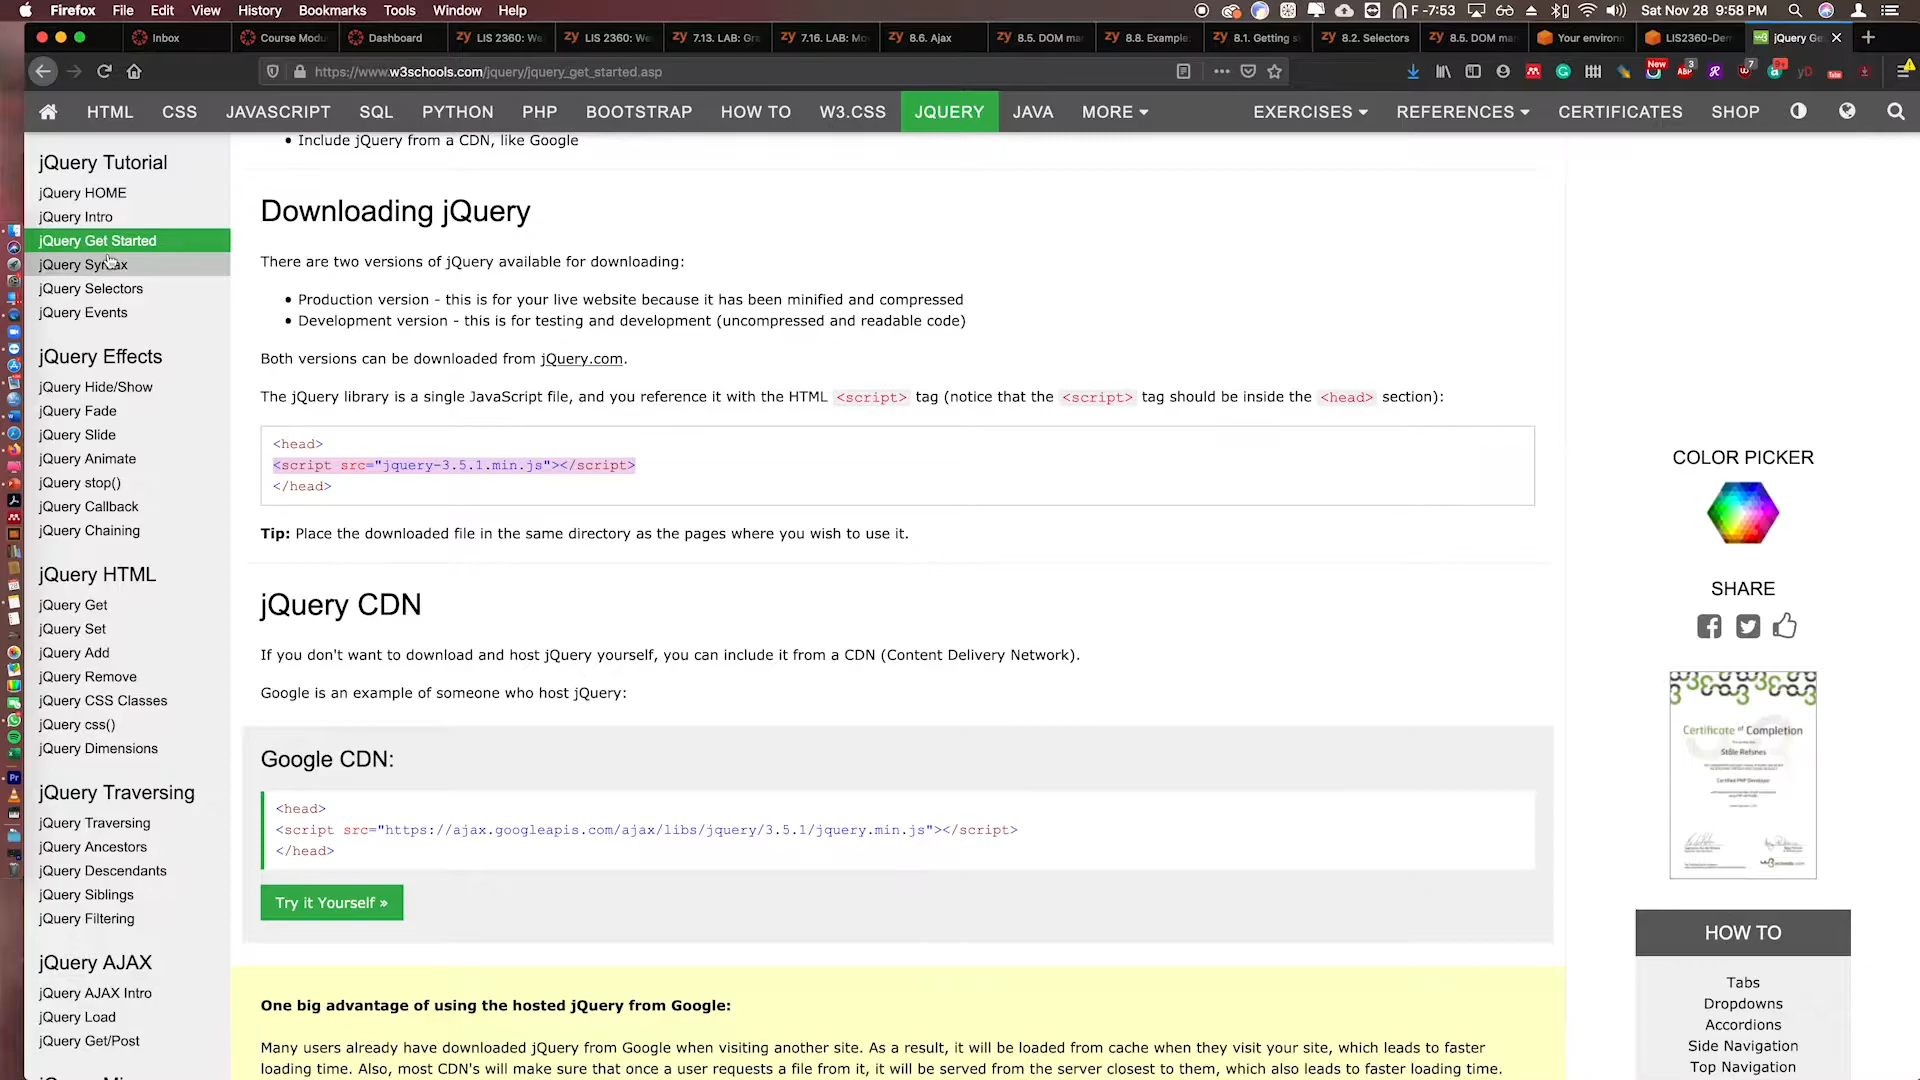 Firefox File Edit View History Bookmarks Tools Window Help
F -7:53 Sat Nov 28 9:58 PM
Inbox Course Modu Dashboard LIS 2360: We LIS 2360: We 7.13. LAB: Gra 7.16. LAB: Mov 8.6. Ajax 8.5. DOM man 8.8. Example: 8.1. Getting s 8.2. Selectors 8.5. DOM man Your environ LIS2360-Dem jQuery Ge
https://www.w3schools.com/jquery/jquery_get_started.asp
HTML CSS JAVASCRIPT SQL PYTHON PHP BOOTSTRAP HOW TO W3.CSS JQUERY JAVA MORE EXERCISES REFERENCES CERTIFICATES SHOP
jQuery Tutorial
jQuery HOME
jQuery Intro
jQuery Get Started
jQuery Syntax
jQuery Selectors
jQuery Events
jQuery Effects
jQuery Hide/Show
jQuery Fade
jQuery Slide
jQuery Animate
jQuery stop()
jQuery Callback
jQuery Chaining
jQuery HTML
jQuery Get
jQuery Set
jQuery Add
jQuery Remove
jQuery CSS Classes
jQuery css()
jQuery Dimensions
jQuery Traversing
jQuery Traversing
jQuery Ancestors
jQuery Descendants
jQuery Siblings
jQuery Filtering
jQuery AJAX
jQuery AJAX Intro
jQuery Load
jQuery Get/Post
• Include jQuery from a CDN, like Google
Downloading jQuery
There are two versions of jQuery available for downloading:
• Production version - this is for your live website because it has been minified and compressed
• Development version - this is for testing and development (uncompressed and readable code)
Both versions can be downloaded from jQuery.com.
The jQuery library is a single JavaScript file, and you reference it with the HTML <script> tag (notice that the <script> tag should be inside the <head> section):
<head>
<script src="jquery-3.5.1.min.js"></script>
</head>
Tip: Place the downloaded file in the same directory as the pages where you wish to use it.
jQuery CDN
If you don't want to download and host jQuery yourself, you can include it from a CDN (Content Delivery Network).
Google is an example of someone who host jQuery:
Google CDN:
<head>
<script src="https://ajax.googleapis.com/ajax/libs/jquery/3.5.1/jquery.min.js"></script>
</head>
Try it Yourself »
One big advantage of using the hosted jQuery from Google:
Many users already have downloaded jQuery from Google when visiting another site. As a result, it will be loaded from cache when they visit your site, which leads to faster
loading time. Also, most CDN's will make sure that once a user requests a file from it, it will be served from the server closest to them, which also leads to faster loading time.
COLOR PICKER
SHARE
Certificate of Completion
Ståle Refsnes
HOW TO
Tabs
Dropdowns
Accordions
Side Navigation
Top Navigation